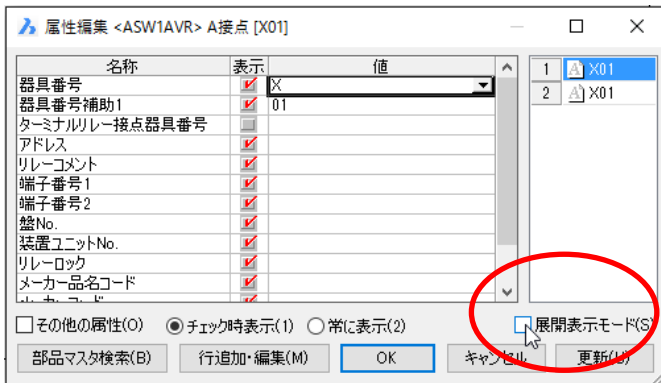 属性編集 <ASW1AVR> A接点 [X01]
名称 表示 値
器具番号 X
器具番号補助1 01
ターミナルリレー接点器具番号
アドレス
リレーコメント
端子番号1
端子番号2
盤No.
装置ユニットNo.
リレーロック
メーカー品名コード
1 X01
2 X01
その他の属性(O) チェック時表示(1) 常に表示(2) 展開表示モード(S)
部品マスタ検索(B) 行追加・編集(M) OK キャンセル 更新(U)